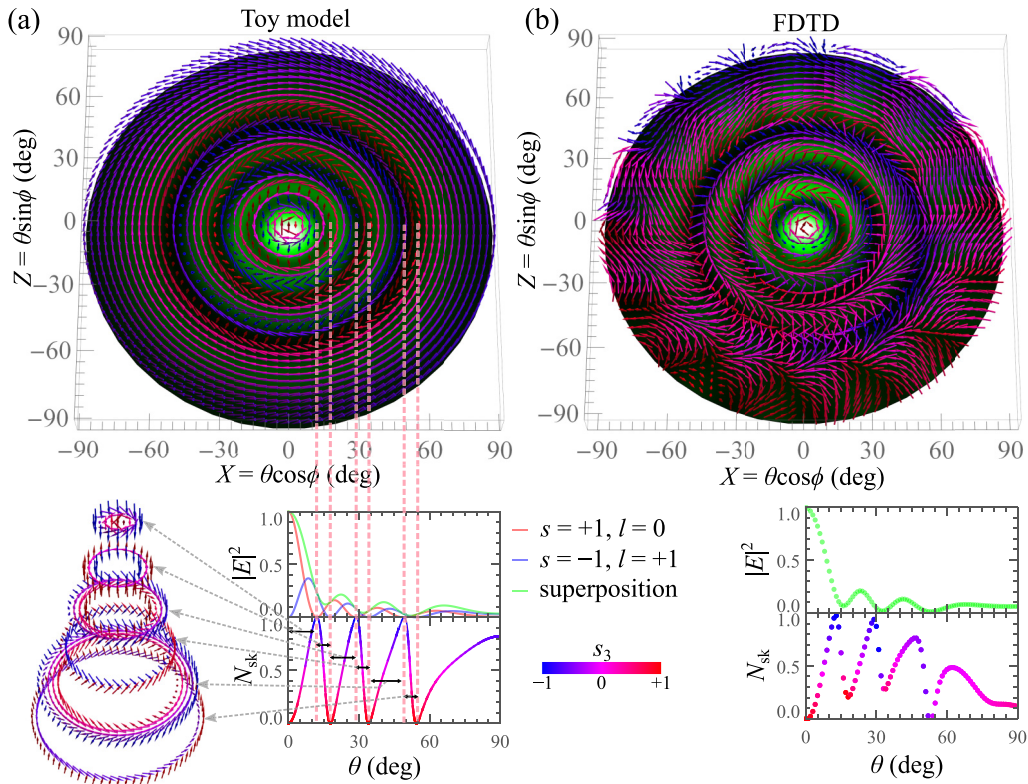 (a)
Toy model
90
60
30
0
−30
−60
−90
Z = θsinϕ (deg)
−90
−60
−30
0
30
60
90
X = θcosϕ (deg)
(b)
FDTD
90
60
30
0
−30
−60
−90
Z = θsinϕ (deg)
−90
−60
−30
0
30
60
90
X = θcosϕ (deg)
1.0
0.5
0.0
|E|²
1.0
0.5
0.0
Nsk
0
30
60
90
θ (deg)
s = +1, l = 0
s = −1, l = +1
superposition
s₃
−1
0
+1
1.0
0.5
0.0
|E|²
1.0
0.5
0.0
Nsk
0
30
60
90
θ (deg)